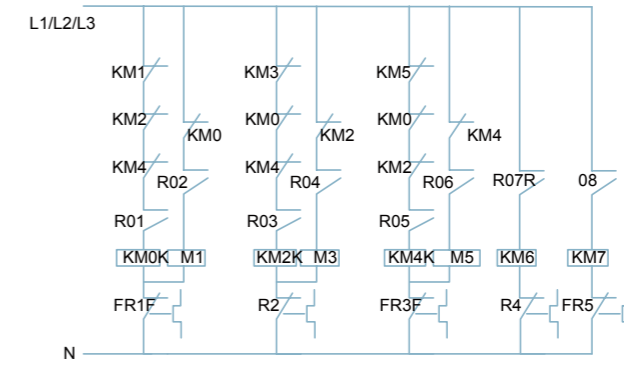 L1/L2/L3
KM1 KM3 KM5
KM2 KM0 KM0 KM2 KM0 KM4
KM4 R02 KM4 R04 KM2 R06 R07R 08
R01 R03 R05
KM0K M1 KM2K M3 KM4K M5 KM6 KM7
FR1F R2 FR3F R4 FR5
N